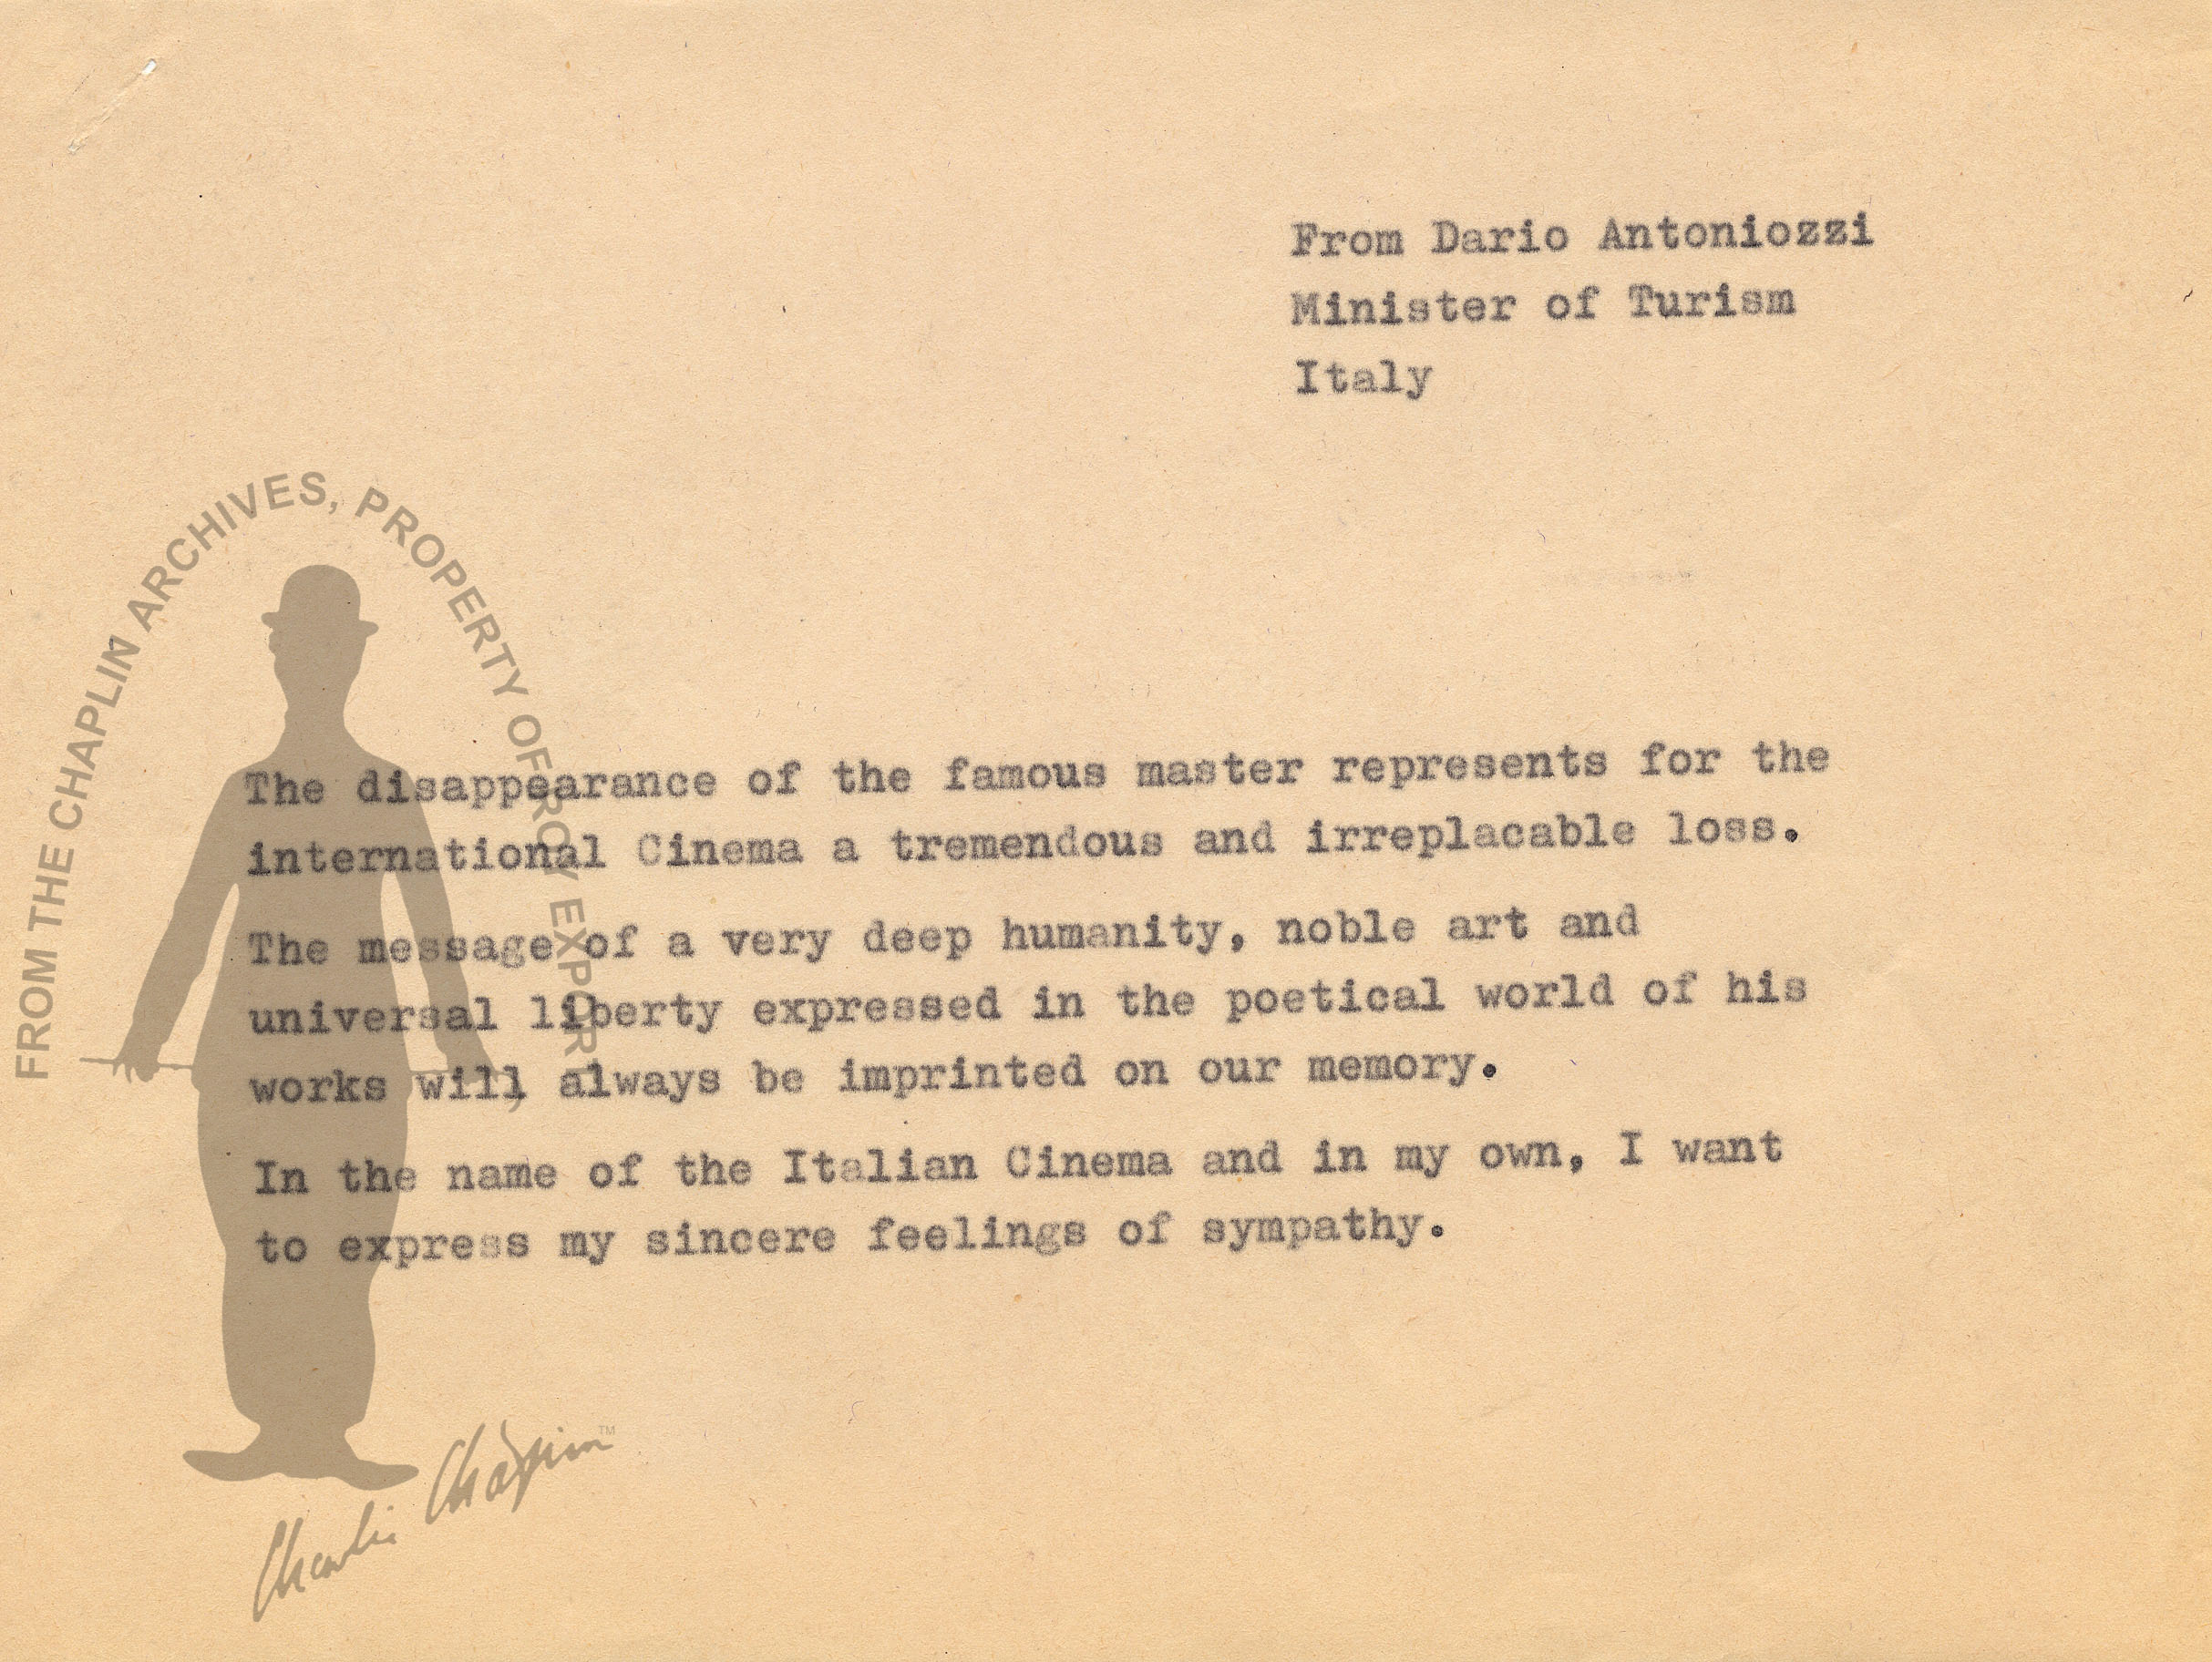 From Dario Antoniozzi
Minister of Turism
Italy
FROM THE CHAPLIN ARCHIVES, PROPERTY OF ROY EXPORT
The disappearance of the famous master represents for the
international Cinema a tremendous and irreplacable loss.
The message of a very deep humanity, noble art and
universal liberty expressed in the poetical world of his
works will, always be imprinted on our memory.
In the name of the Italian Cinema and in my own, I want
to express my sincere feelings of sympathy.
Charlie Chaplin™